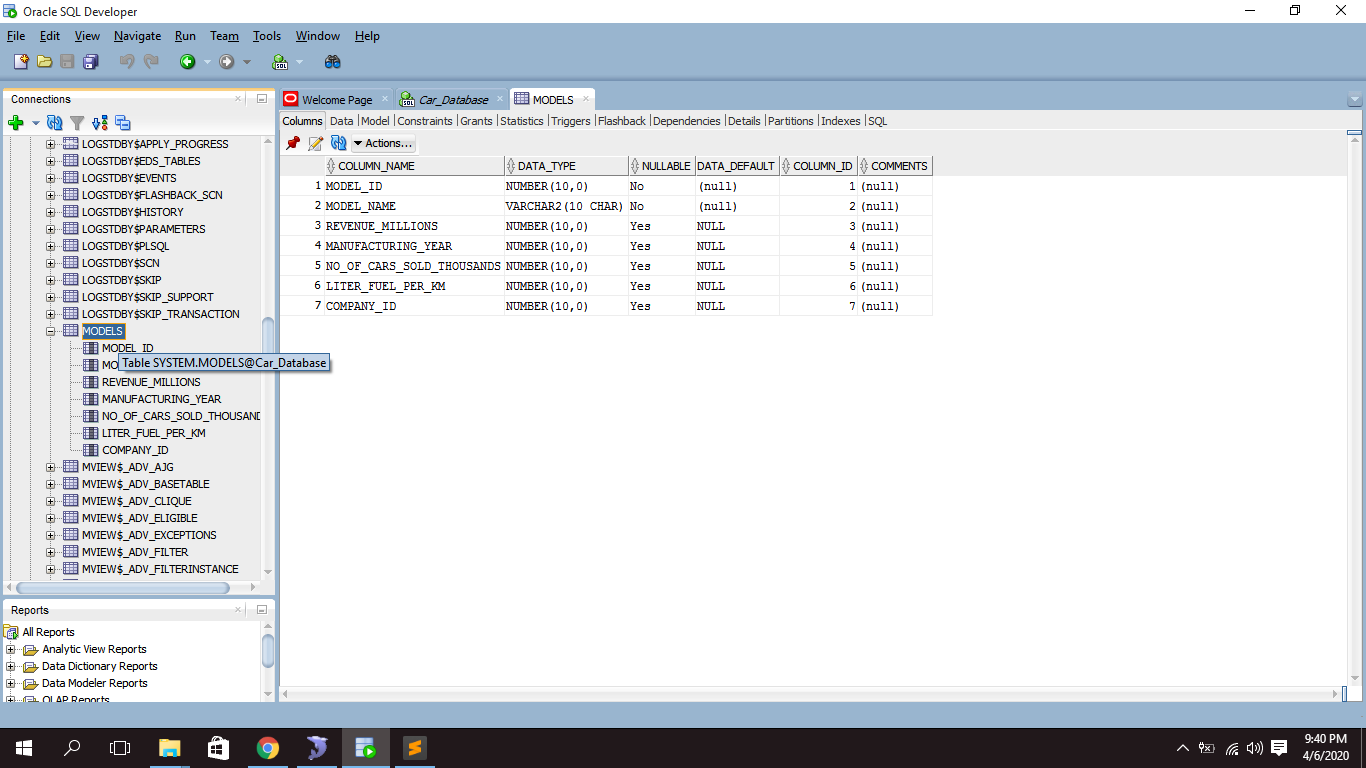 Oracle SQL Developer
File Edit View Navigate Run Team Tools Window Help
Connections
LOGSTDBY$APPLY_PROGRESS
LOGSTDBY$EDS_TABLES
LOGSTDBY$EVENTS
LOGSTDBY$FLASHBACK_SCN
LOGSTDBY$HISTORY
LOGSTDBY$PARAMETERS
LOGSTDBY$PLSQL
LOGSTDBY$SCN
LOGSTDBY$SKIP
LOGSTDBY$SKIP_SUPPORT
LOGSTDBY$SKIP_TRANSACTION
MODELS
MODEL_ID
MO
Table SYSTEM.MODELS@Car_Database
REVENUE_MILLIONS
MANUFACTURING_YEAR
NO_OF_CARS_SOLD_THOUSAND
LITER_FUEL_PER_KM
COMPANY_ID
MVIEW$_ADV_AJG
MVIEW$_ADV_BASETABLE
MVIEW$_ADV_CLIQUE
MVIEW$_ADV_ELIGIBLE
MVIEW$_ADV_EXCEPTIONS
MVIEW$_ADV_FILTER
MVIEW$_ADV_FILTERINSTANCE
Reports
All Reports
Analytic View Reports
Data Dictionary Reports
Data Modeler Reports
OLAP Reports
Welcome Page Car_Database MODELS
Columns Data Model Constraints Grants Statistics Triggers Flashback Dependencies Details Partitions Indexes SQL
Actions...
COLUMN_NAME DATA_TYPE NULLABLE DATA_DEFAULT COLUMN_ID COMMENTS
1 MODEL_ID NUMBER(10,0) No (null) 1 (null)
2 MODEL_NAME VARCHAR2(10 CHAR) No (null) 2 (null)
3 REVENUE_MILLIONS NUMBER(10,0) Yes NULL 3 (null)
4 MANUFACTURING_YEAR NUMBER(10,0) Yes NULL 4 (null)
5 NO_OF_CARS_SOLD_THOUSANDS NUMBER(10,0) Yes NULL 5 (null)
6 LITER_FUEL_PER_KM NUMBER(10,0) Yes NULL 6 (null)
7 COMPANY_ID NUMBER(10,0) Yes NULL 7 (null)
9:40 PM
4/6/2020